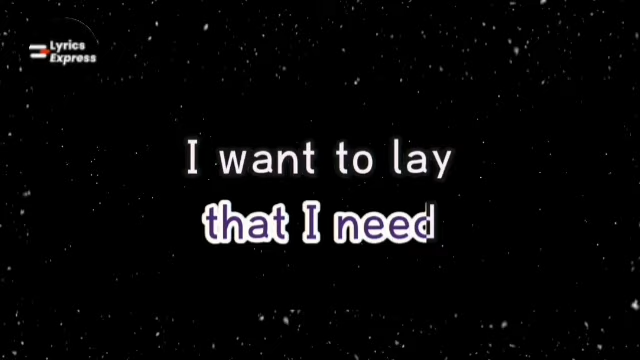 Lyrics
Express
I want to lay
that I need